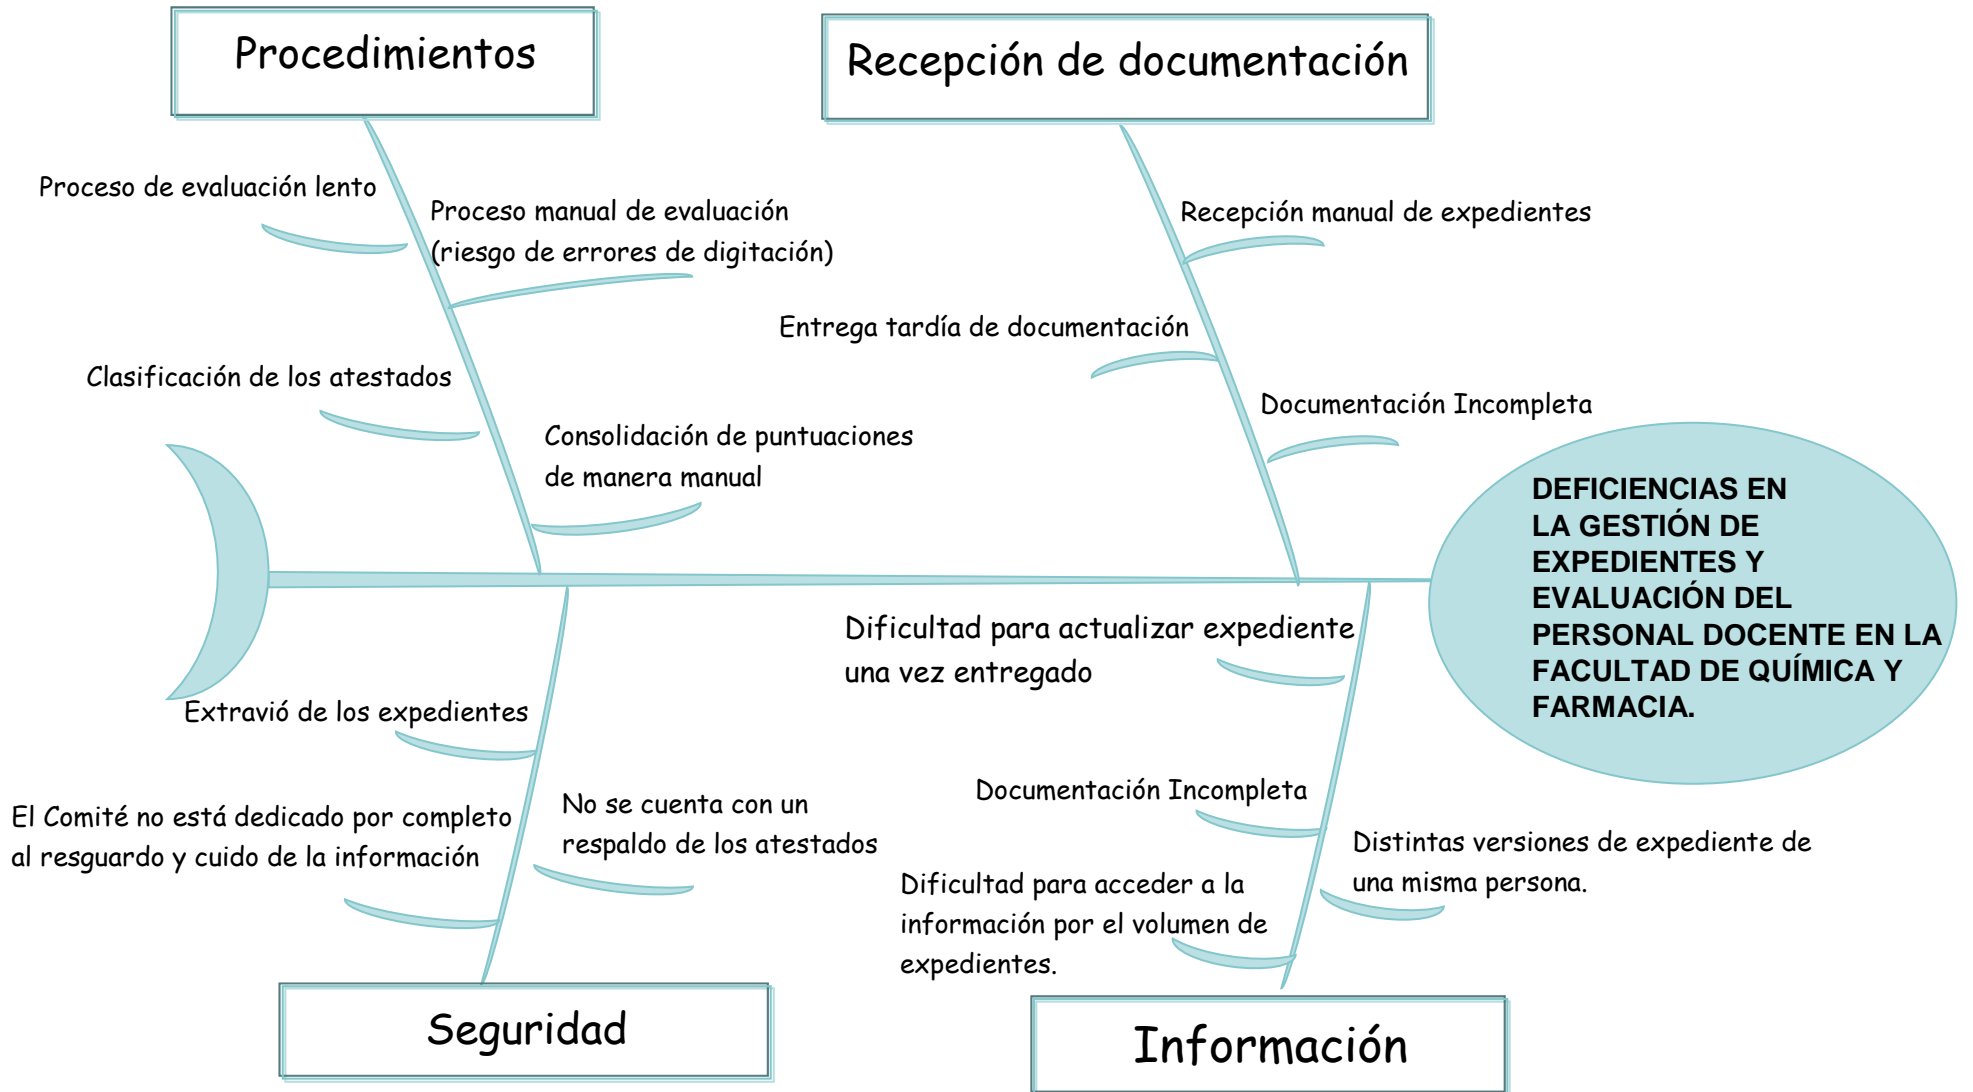 Procedimientos
Recepción de documentación
Proceso de evaluación lento
Proceso manual de evaluación
(riesgo de errores de digitación)
Recepción manual de expedientes
Entrega tardía de documentación
Clasificación de los atestados
Documentación Incompleta
Consolidación de puntuaciones
de manera manual
DEFICIENCIAS EN
LA GESTIÓN DE
EXPEDIENTES Y
EVALUACIÓN DEL
PERSONAL DOCENTE EN LA
FACULTAD DE QUÍMICA Y
FARMACIA.
Dificultad para actualizar expediente
una vez entregado
Extravió de los expedientes
Documentación Incompleta
El Comité no está dedicado por completo
al resguardo y cuido de la información
No se cuenta con un
respaldo de los atestados
Distintas versiones de expediente de
una misma persona.
Dificultad para acceder a la
información por el volumen de
expedientes.
Seguridad
Información